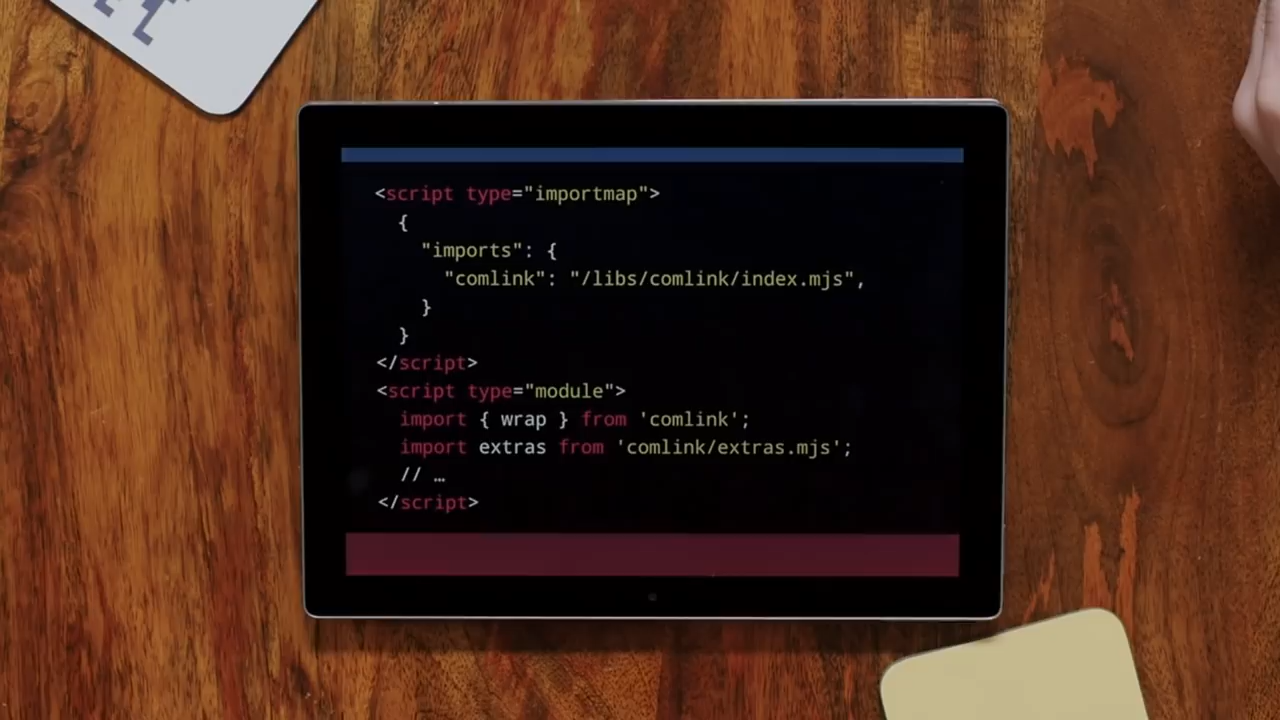 <script type="importmap">
{
"imports": {
"comlink": "/libs/comlink/index.mjs",
}
}
</script>
<script type="module">
import { wrap } from 'comlink';
import extras from 'comlink/extras.mjs';
// …
</script>